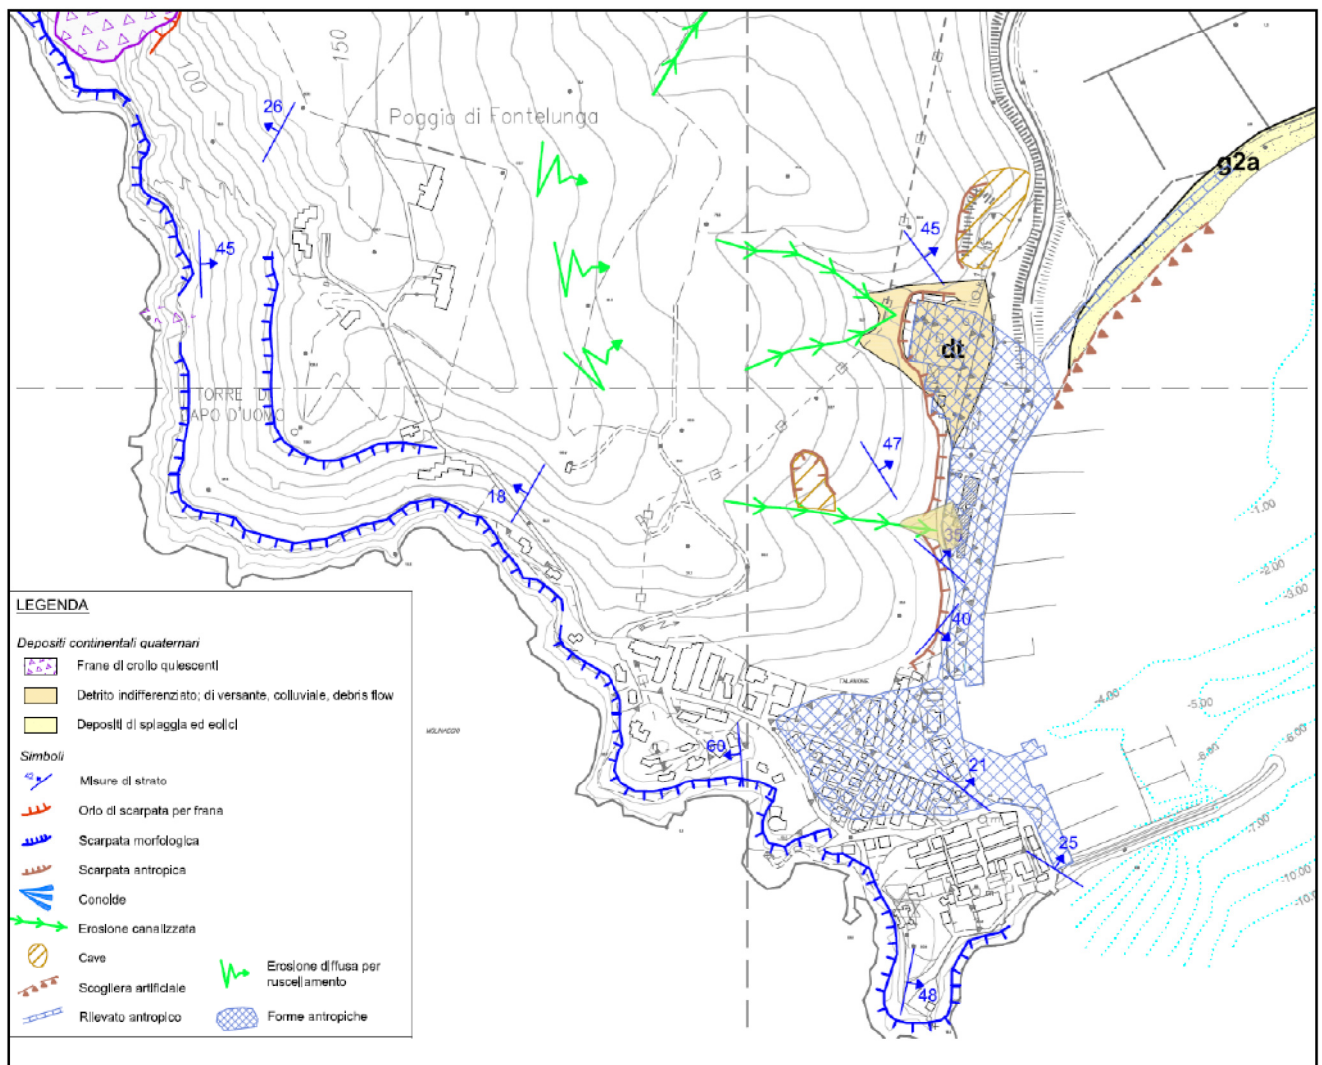 150
100
26
Poggia di Fontelunga
g2a
45
45
dt
TORRE DI
CAPO D'UOMO
47
18
35
-1.00
-2.00
-3.00
40
TALAMONE
-4.00
-5.00
-6.00
60
21
-7.00
25
-10.00
48
LEGENDA
Depositi continentali quaternari
Frane di crollo quiescenti
Detrito indifferenziato; di versante, colluviale, debris flow
Depositi di spiaggia ed eolici
Simboli
Misure di strato
Orlo di scarpata per frana
Scarpata morfologica
Scarpata antropica
Conoide
Erosione canalizzata
Cave
Erosione diffusa per
ruscellamento
Scogliera artificiale
Rilevato antropico
Forme antropiche